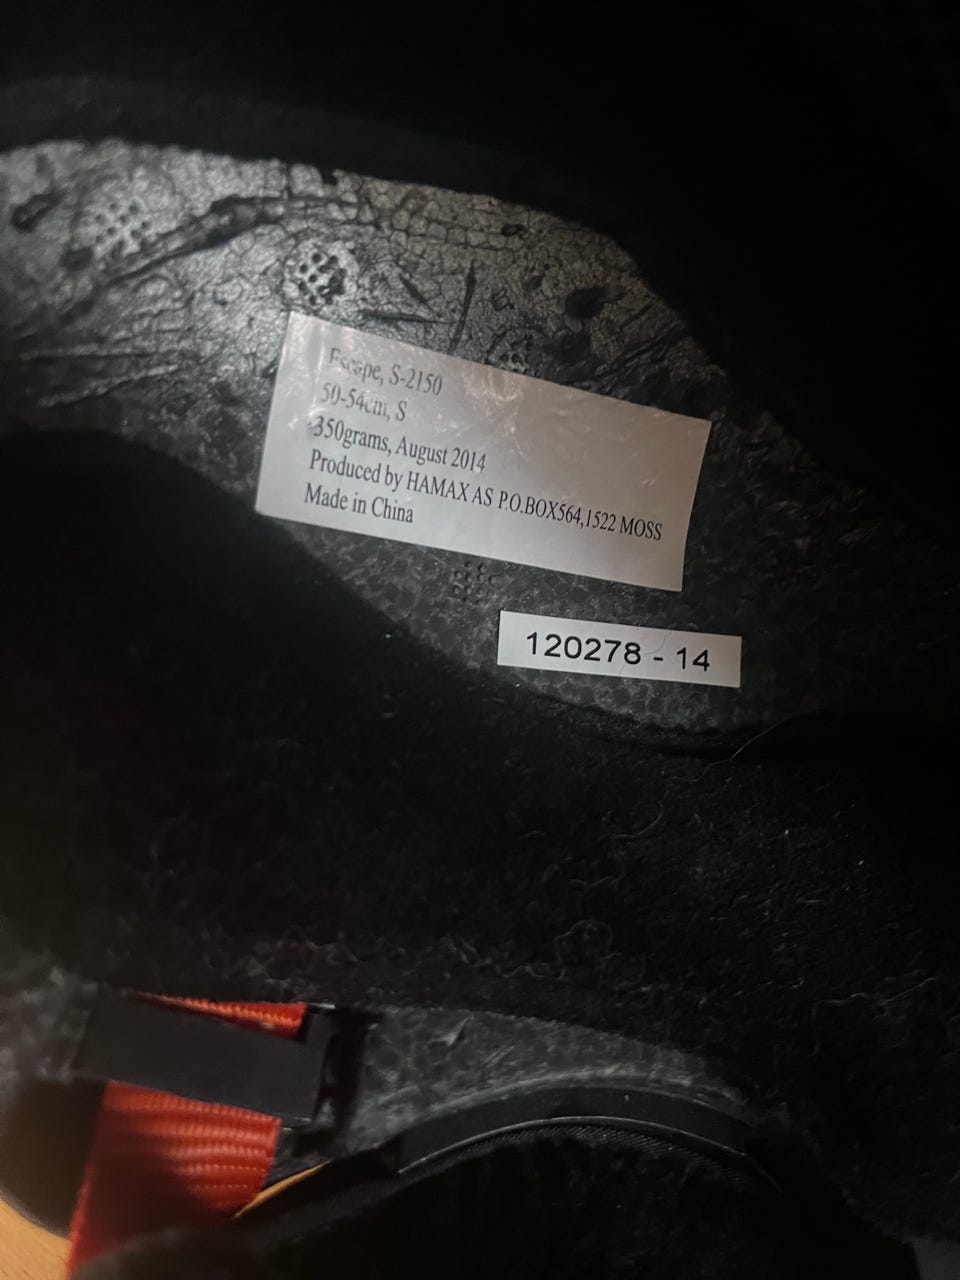 Escape, S-2150
50-54cm, S
350grams, August 2014
Produced by HAMAX AS P.O.BOX564,1522 MOSS
Made in China
120278 - 14